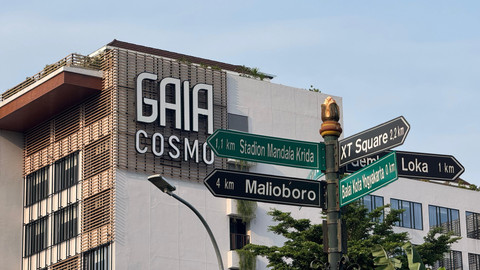 GAIA
COSMO
1,1 km Stadion Mandala Krida
4 km Malioboro
XT Square 2,2 km
Loka 1 km
Balai Kota Yogyakarta 0 km